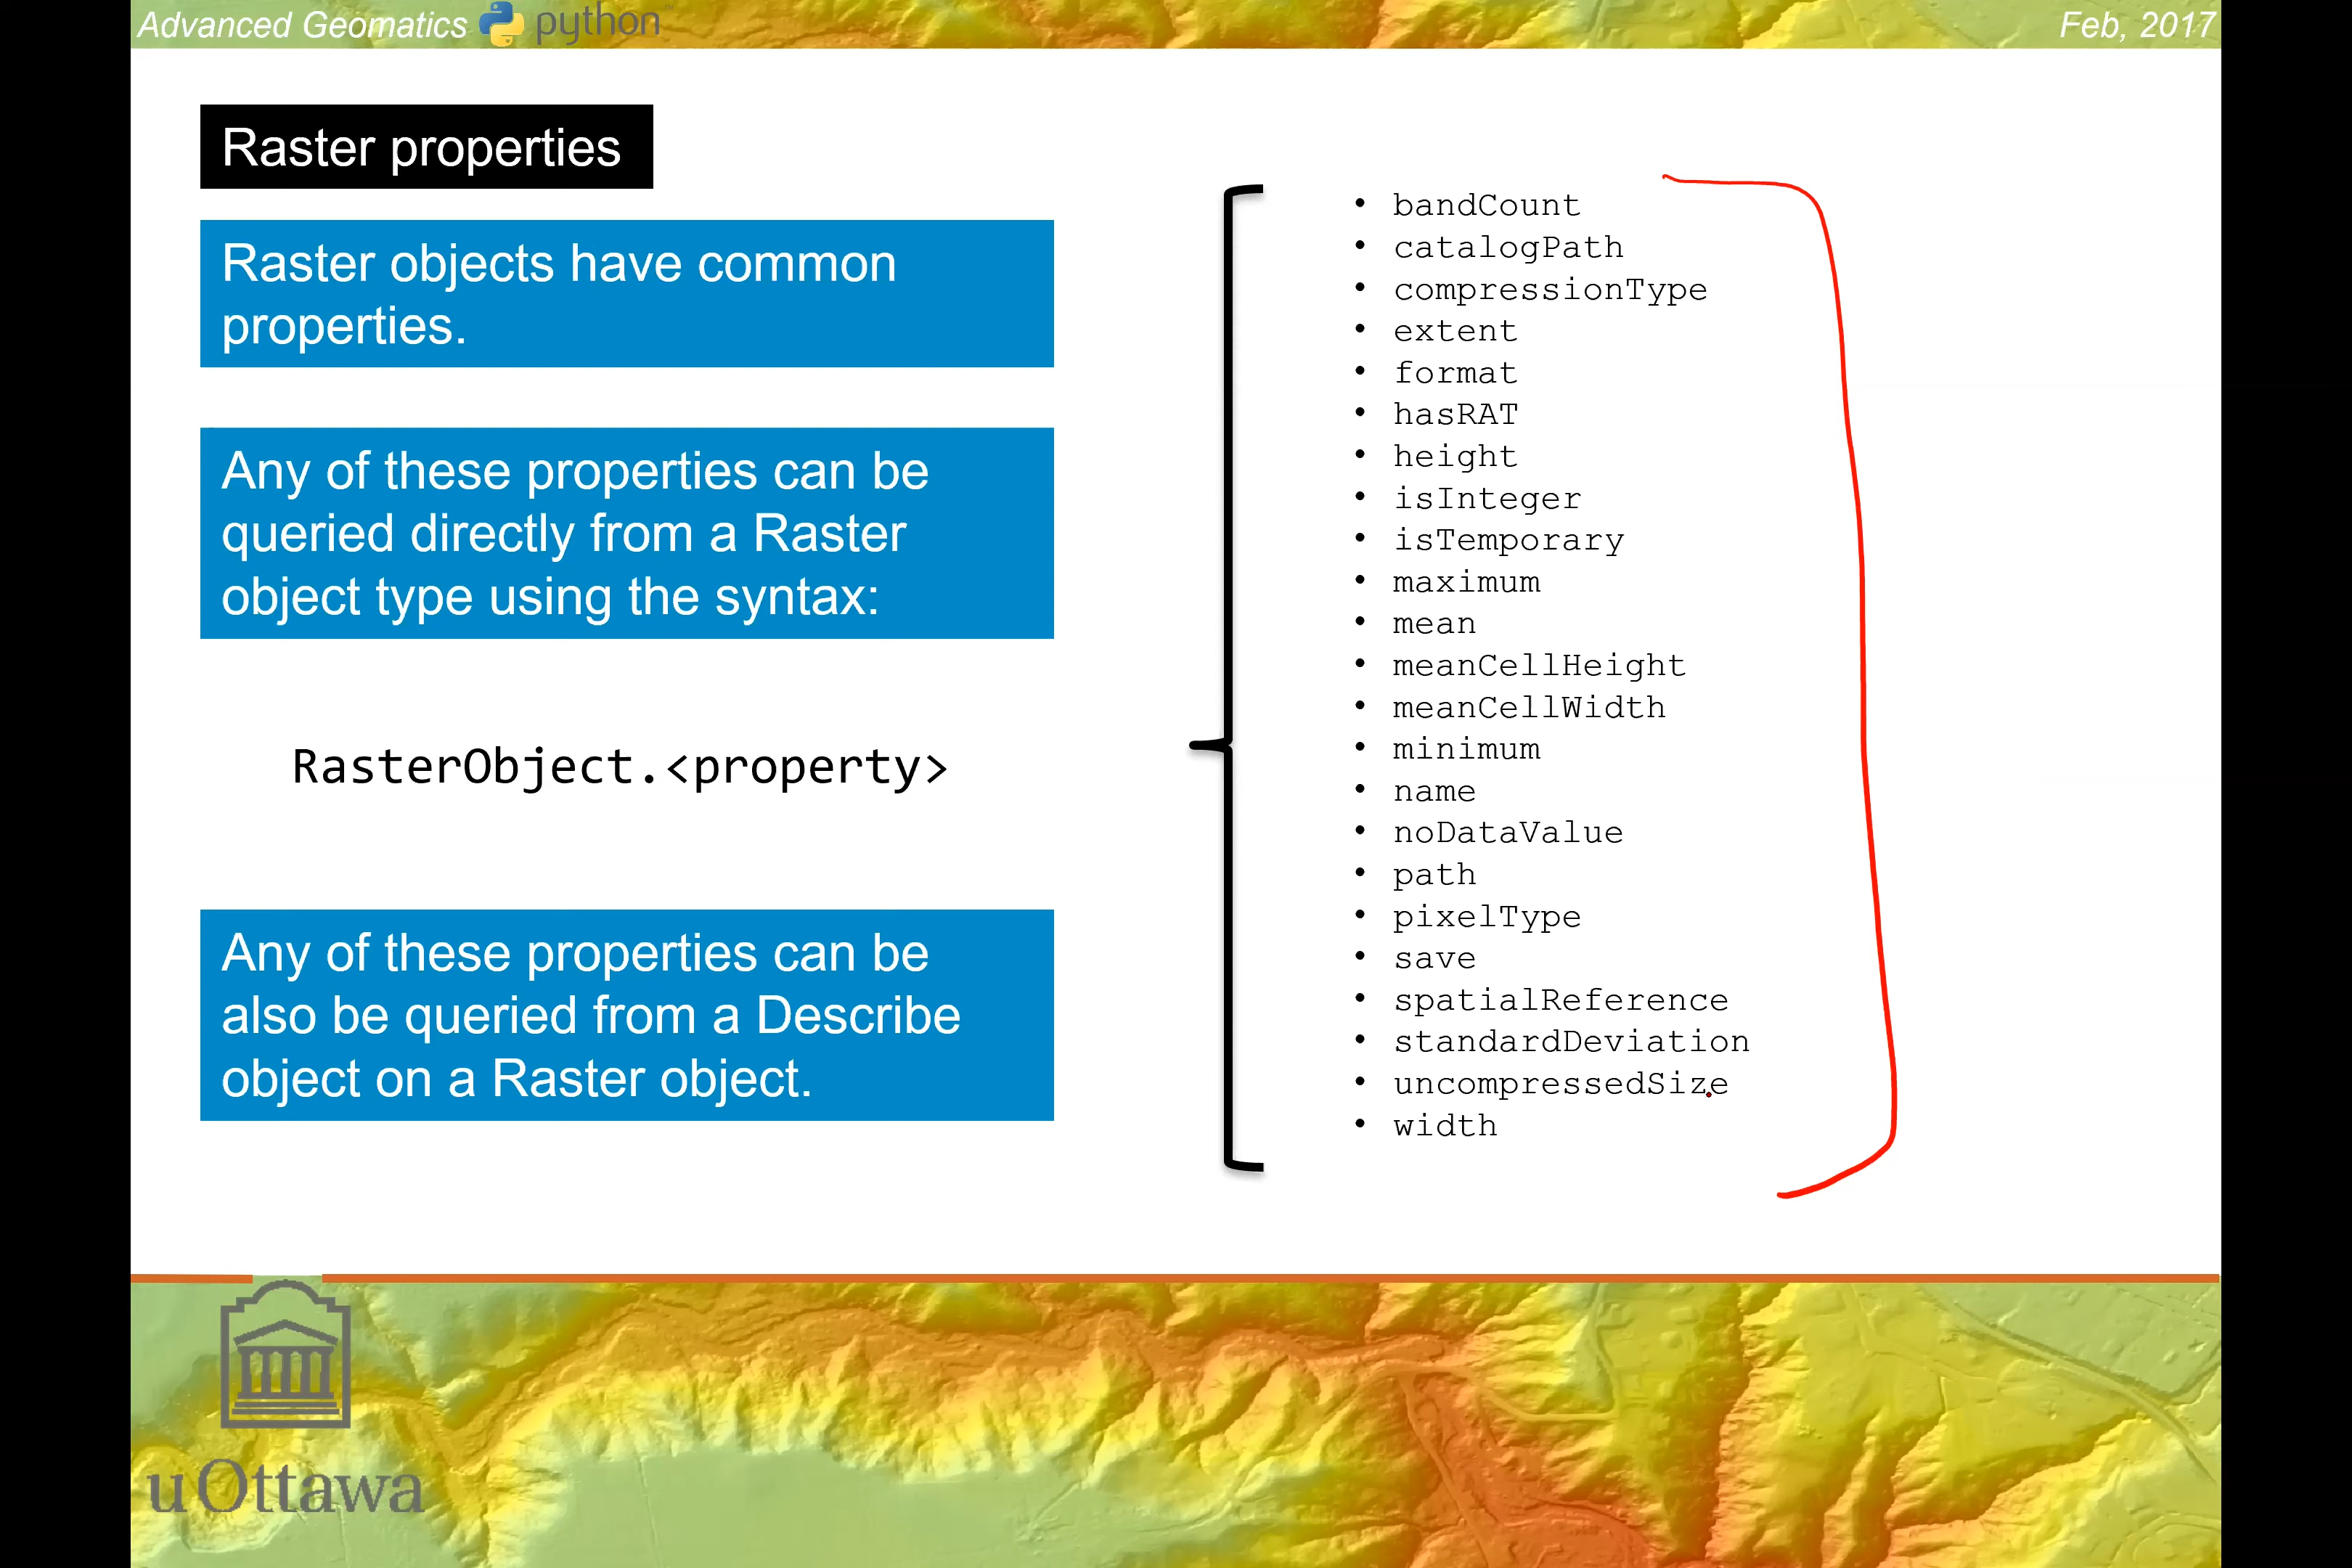 Advanced Geomatics python™ Feb, 2017
Raster properties
Raster objects have common
properties.
Any of these properties can be
queried directly from a Raster
object type using the syntax:
RasterObject.<property>
Any of these properties can be
also be queried from a Describe
object on a Raster object.
• bandCount
• catalogPath
• compressionType
• extent
• format
• hasRAT
• height
• isInteger
• isTemporary
• maximum
• mean
• meanCellHeight
• meanCellWidth
• minimum
• name
• noDataValue
• path
• pixelType
• save
• spatialReference
• standardDeviation
• uncompressedSize
• width
uOttawa